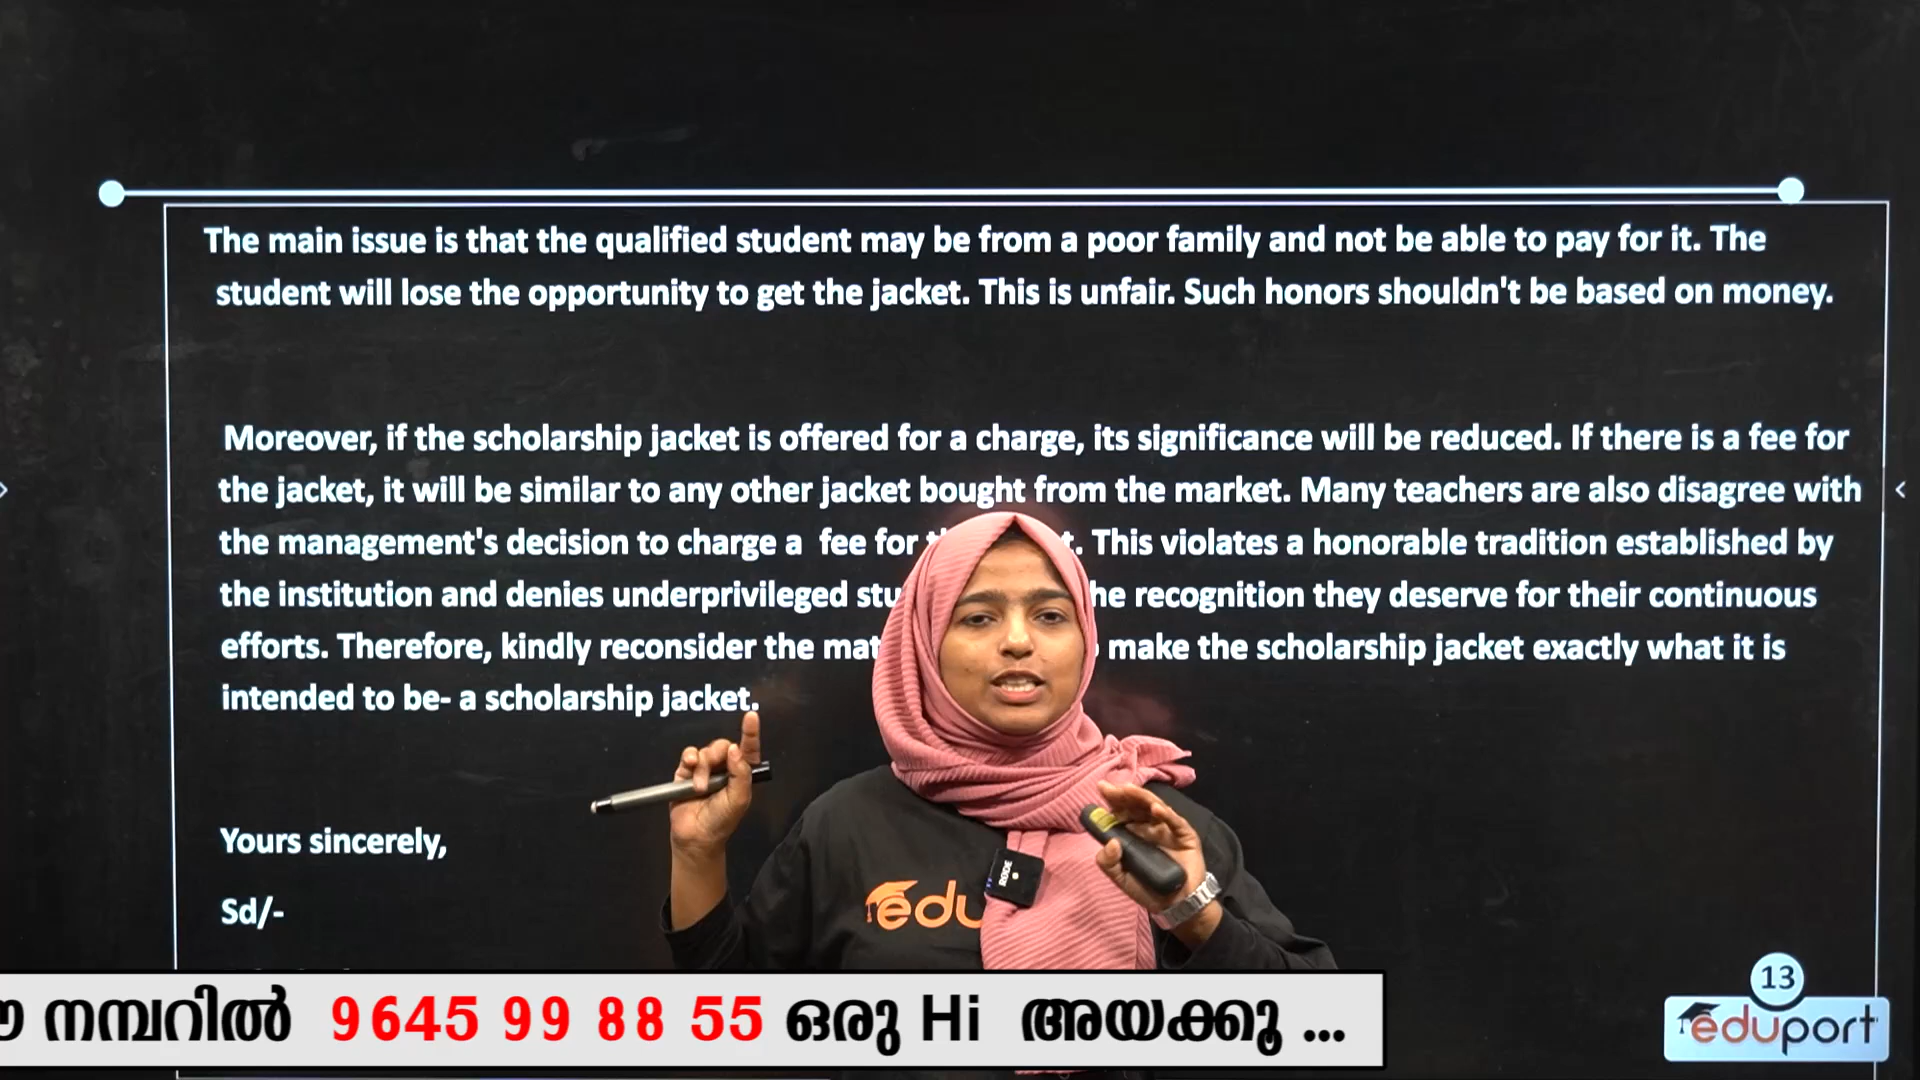 The main issue is that the qualified student may be from a poor family and not be able to pay for it. The
student will lose the opportunity to get the jacket. This is unfair. Such honors shouldn't be based on money.
Moreover, if the scholarship jacket is offered for a charge, its significance will be reduced. If there is a fee for
the jacket, it will be similar to any other jacket bought from the market. Many teachers are also disagree with
the management's decision to charge a fee for This violates a honorable tradition established by
the institution and denies underprivileged recognition they deserve for their continuous
efforts. Therefore, kindly reconsider the make the scholarship jacket exactly what it is
intended to be- a scholarship jacket.
Yours sincerely,
Sd/-
RODE
edu
നമ്പറിൽ 9645 99 88 55 ഒരു Hi അയക്കൂ ...
13
eduport